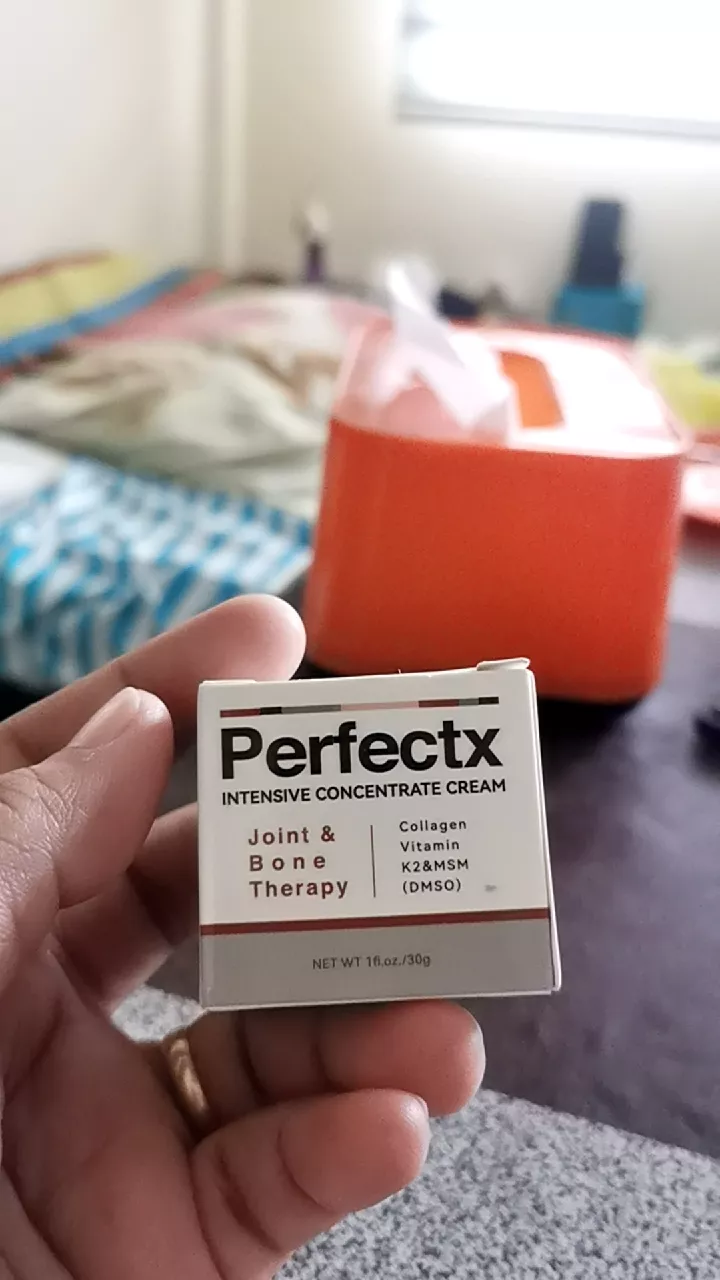 Perfectx
INTENSIVE CONCENTRATE CREAM
Joint &
Bone
Therapy
Collagen
Vitamin
K2&MSM
(DMSO)
NET WT 1fl.oz./30g